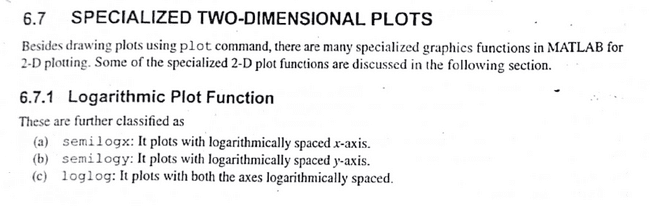 6.7 SPECIALIZED TWO-DIMENSIONAL PLOTS
Besides drawing plots using plot command, there are many specialized graphics functions in MATLAB for
2-D plotting. Some of the specialized 2-D plot functions are discussed in the following section.
6.7.1 Logarithmic Plot Function
These are further classified as
(a) semilogx: It plots with logarithmically spaced x-axis.
(b) semilogy: It plots with logarithmically spaced y-axis.
(c) loglog: It plots with both the axes logarithmically spaced.